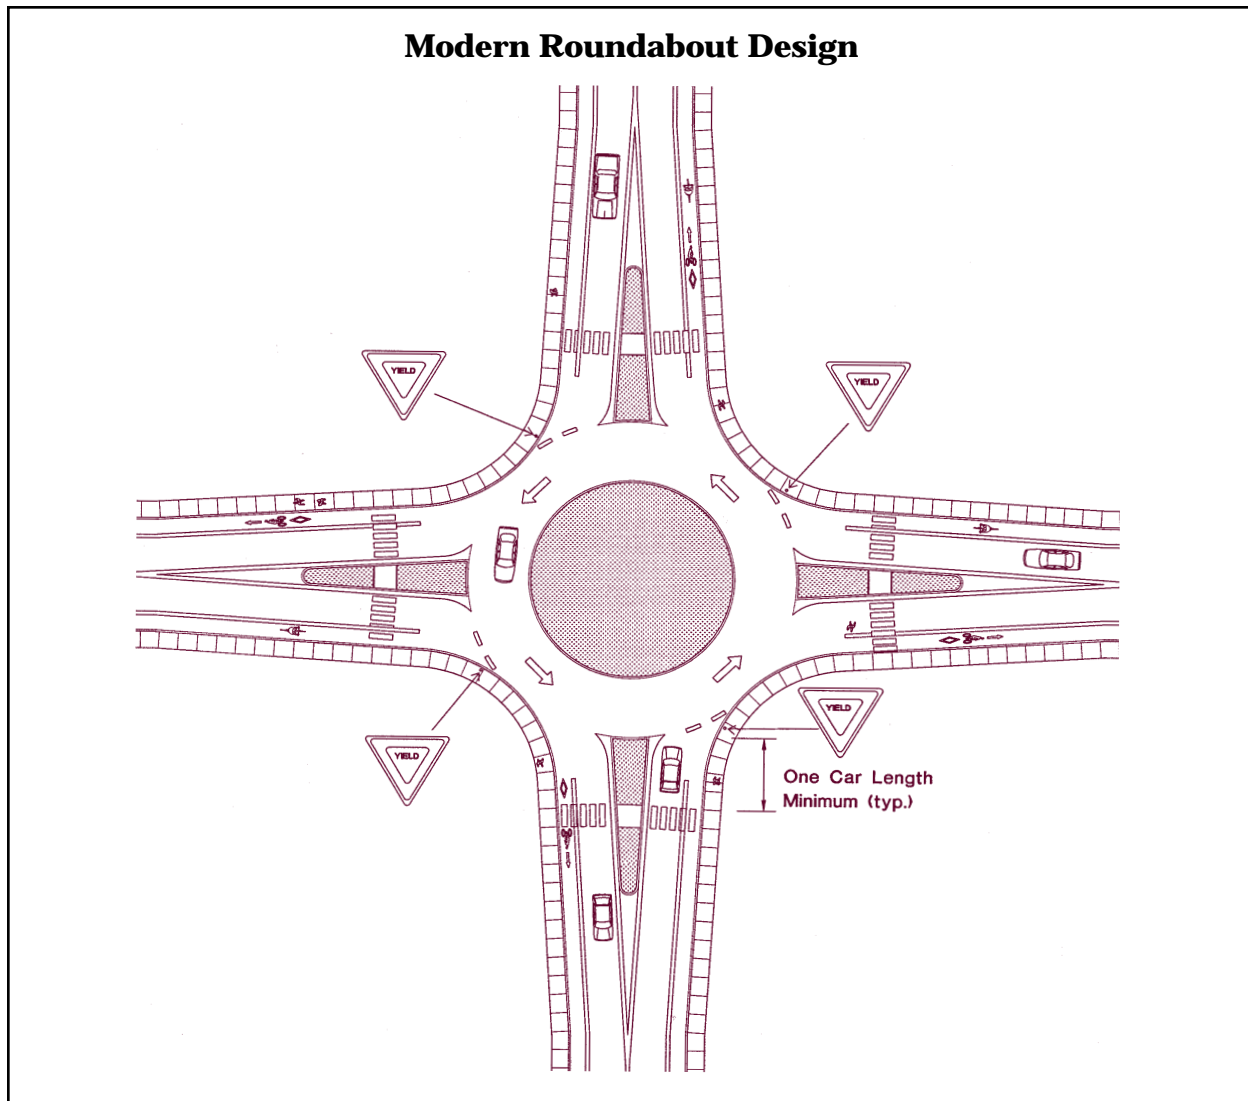 Modern Roundabout Design
YIELD
YIELD
YIELD
YIELD
One Car Length
Minimum (typ.)